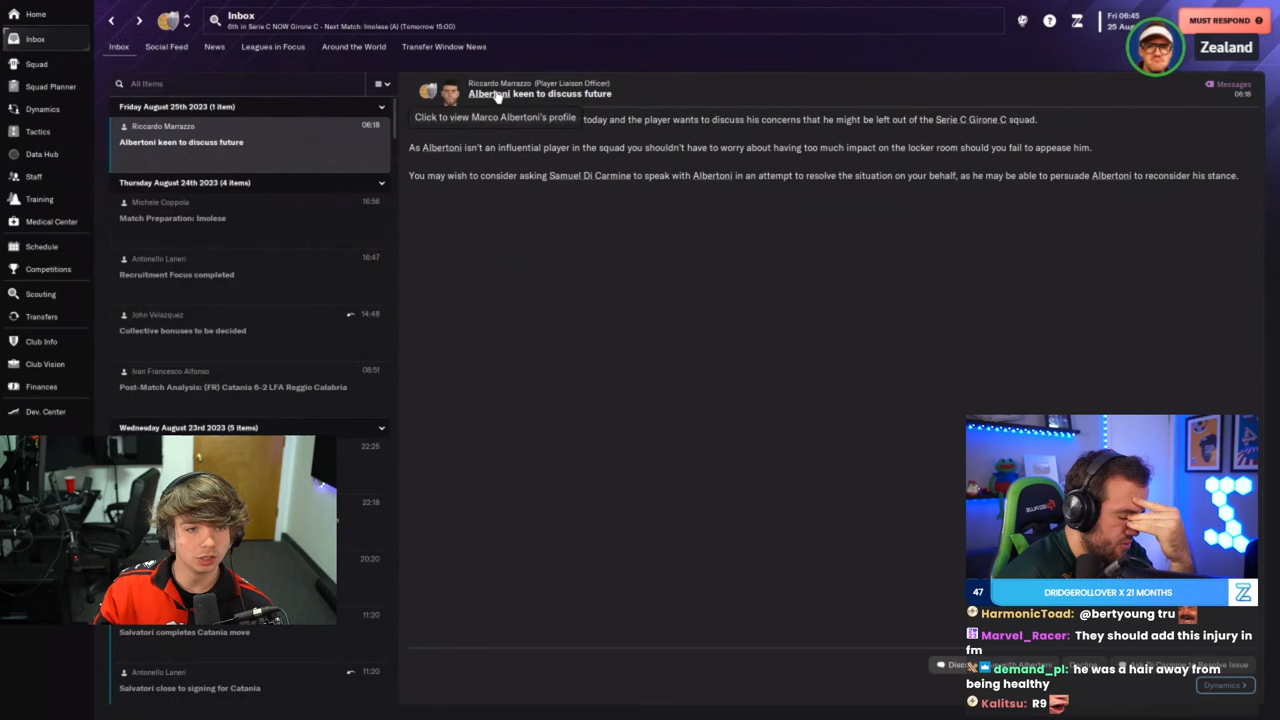 Home
Inbox
Squad
Squad Planner
Dynamics
Tactics
Data Hub
Staff
Training
Medical Center
Schedule
Competitions
Scouting
Transfers
Club Info
Club Vision
Finances
Dev. Center
Inbox
6th in Serie C NOW Girone C - Next Match: Imolese (A) (Tomorrow 15:00)
Fri 06:45
25 Aug
MUST RESPOND
Zealand
Inbox
Social Feed
News
Leagues in Focus
Around the World
Transfer Window News
All Items
Friday August 25th 2023 (1 item)
Riccardo Marrazzo 06:18
Albertoni keen to discuss future
Thursday August 24th 2023 (4 items)
Michele Coppola 16:56
Match Preparation: Imolese
Antonello Laneri 16:47
Recruitment Focus completed
John Velazquez 14:48
Collective bonuses to be decided
Ivan Francesco Alfonso 08:51
Post-Match Analysis: (FR) Catania 6-2 LFA Reggio Calabria
Wednesday August 23rd 2023 (5 items)
22:25
22:18
20:20
11:20
Salvatori completes Catania move
Antonello Laneri 11:20
Salvatori close to signing for Catania
Riccardo Marrazzo (Player Liaison Officer)
Albertoni keen to discuss future
Messages
06:18
Click to view Marco Albertoni's profile
today and the player wants to discuss his concerns that he might be left out of the Serie C Girone C squad.
As Albertoni isn't an influential player in the squad you shouldn't have to worry about having too much impact on the locker room should you fail to appease him.
You may wish to consider asking Samuel Di Carmine to speak with Albertoni in an attempt to resolve the situation on your behalf, as he may be able to persuade Albertoni to reconsider his stance.
47 DRIDGEROLLOVER X 21 MONTHS
HarmonicToad: @bertyoung tru
Marvel_Racer: They should add this injury in
fm
demand_pl: he was a hair away from
being healthy
Kalitsu: R9
Dynamics